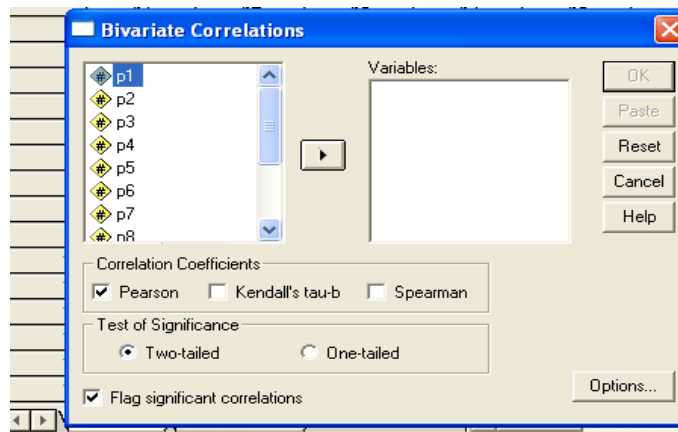 Bivariate Correlations
p1
p2
p3
p4
p5
p6
p7
p8
Variables:
OK
Paste
Reset
Cancel
Help
Correlation Coefficients
Pearson Kendall's tau-b Spearman
Test of Significance
Two-tailed One-tailed
Flag significant correlations
Options...